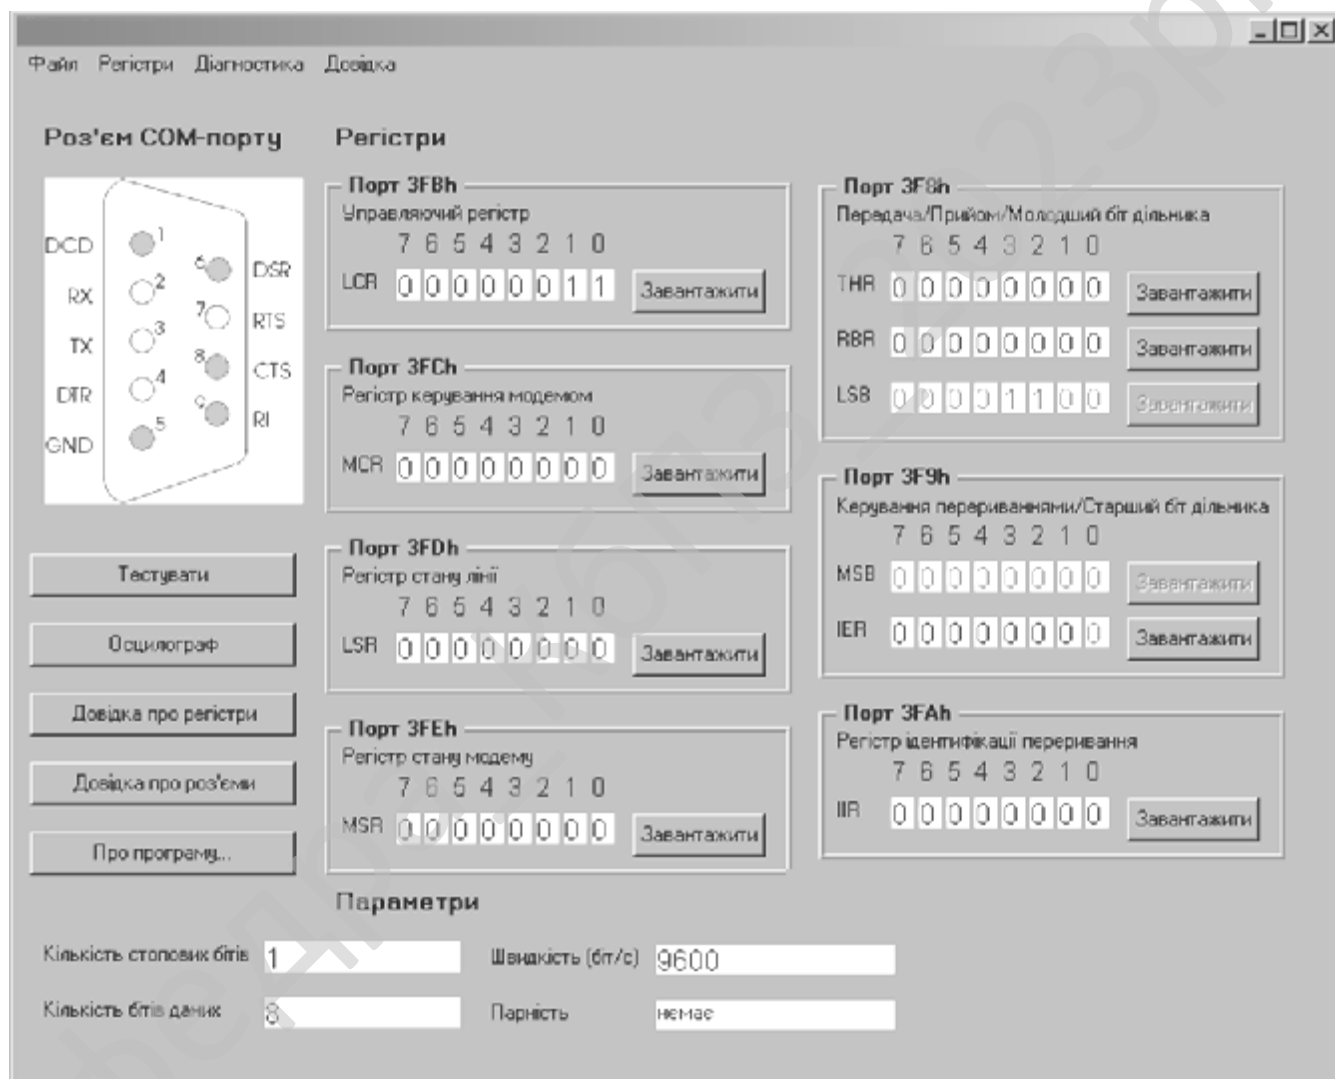 Файл Регістри Діагностика Довідка
Роз'єм COM-порту
DCD 1
6 DSR
RX 2
7 RTS
TX 3
8 CTS
DTR 4
9 RI
GND 5
Тестувати
Осцилограф
Довідка про регістри
Довідка про роз'єми
Про програму...
Регістри
Порт 3FBh
Управляючий регістр
7 6 5 4 3 2 1 0
LCR 0 0 0 0 0 0 1 1 Завантажити
Порт 3FCh
Регістр керування модемом
7 6 5 4 3 2 1 0
MCR 0 0 0 0 0 0 0 0 Завантажити
Порт 3FDh
Регістр стану лінії
7 6 5 4 3 2 1 0
LSR 0 0 0 0 0 0 0 0 Завантажити
Порт 3FEh
Регістр стану модему
7 6 5 4 3 2 1 0
MSR 0 0 0 0 0 0 0 0 Завантажити
Порт 3F8h
Передача/Прийом/Молодший біт дільника
7 6 5 4 3 2 1 0
THR 0 0 0 0 0 0 0 0 Завантажити
RBR 0 0 0 0 0 0 0 0 Завантажити
LSB 0 0 0 0 1 1 0 0 Завантажити
Порт 3F9h
Керування перериваннями/Старший біт дільника
7 6 5 4 3 2 1 0
MSB 0 0 0 0 0 0 0 0 Завантажити
IER 0 0 0 0 0 0 0 0 Завантажити
Порт 3FAh
Регістр ідентифікації переривання
7 6 5 4 3 2 1 0
IIR 0 0 0 0 0 0 0 0 Завантажити
Параметри
Кількість стопових бітів 1 Швидкість (біт/с) 9600
Кількість бітів даних 8 Парність немає